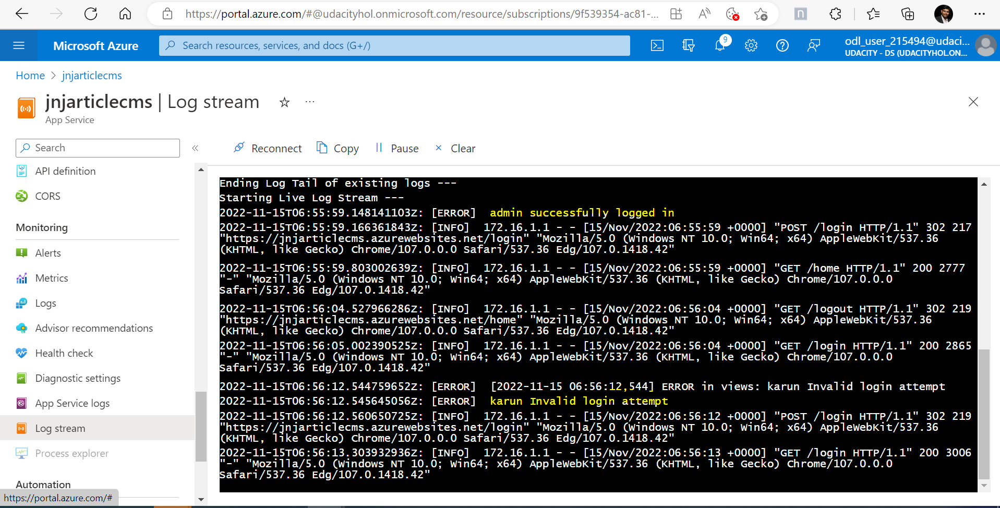 https://portal.azure.com/#@udacityhol.onmicrosoft.com/resource/subscriptions/9f539354-ac81-...
n
Microsoft Azure
Search resources, services, and docs (G+/)
9
odl_user_215494@udaci...
UDACITY - DS (UDACITYHOL.ON...
Home > jnjarticlecms
jnjarticlecms | Log stream
...
App Service
Search
«
Reconnect
Copy
Pause
Clear
API definition
CORS
Monitoring
Alerts
Metrics
Logs
Advisor recommendations
Health check
Diagnostic settings
App Service logs
Log stream
Process explorer
Automation
https://portal.azure.com/#
Ending Log Tail of existing logs ---
Starting Live Log Stream ---
2022-11-15T06:55:59.148141103Z: [ERROR]  admin successfully logged in
2022-11-15T06:55:59.166361843Z: [INFO]  172.16.1.1 - - [15/Nov/2022:06:55:59 +0000] "POST /login HTTP/1.1" 302 217
"https://jnjarticlecms.azurewebsites.net/login" "Mozilla/5.0 (Windows NT 10.0; Win64; x64) AppleWebKit/537.36
(KHTML, like Gecko) Chrome/107.0.0.0 Safari/537.36 Edg/107.0.1418.42"
2022-11-15T06:55:59.803002639Z: [INFO]  172.16.1.1 - - [15/Nov/2022:06:55:59 +0000] "GET /home HTTP/1.1" 200 2777
"-" "Mozilla/5.0 (Windows NT 10.0; Win64; x64) AppleWebKit/537.36 (KHTML, like Gecko) Chrome/107.0.0.0
Safari/537.36 Edg/107.0.1418.42"
2022-11-15T06:56:04.527966286Z: [INFO]  172.16.1.1 - - [15/Nov/2022:06:56:04 +0000] "GET /logout HTTP/1.1" 302 219
"https://jnjarticlecms.azurewebsites.net/home" "Mozilla/5.0 (Windows NT 10.0; Win64; x64) AppleWebKit/537.36
(KHTML, like Gecko) Chrome/107.0.0.0 Safari/537.36 Edg/107.0.1418.42"
2022-11-15T06:56:05.002390525Z: [INFO]  172.16.1.1 - - [15/Nov/2022:06:56:04 +0000] "GET /login HTTP/1.1" 200 2865
"-" "Mozilla/5.0 (Windows NT 10.0; Win64; x64) AppleWebKit/537.36 (KHTML, like Gecko) Chrome/107.0.0.0
Safari/537.36 Edg/107.0.1418.42"
2022-11-15T06:56:12.544759652Z: [ERROR]  [2022-11-15 06:56:12,544] ERROR in views: karun Invalid login attempt
2022-11-15T06:56:12.545645056Z: [ERROR]  karun Invalid login attempt
2022-11-15T06:56:12.560650725Z: [INFO]  172.16.1.1 - - [15/Nov/2022:06:56:12 +0000] "POST /login HTTP/1.1" 302 219
"https://jnjarticlecms.azurewebsites.net/login" "Mozilla/5.0 (Windows NT 10.0; Win64; x64) AppleWebKit/537.36
(KHTML, like Gecko) Chrome/107.0.0.0 Safari/537.36 Edg/107.0.1418.42"
2022-11-15T06:56:13.303932936Z: [INFO]  172.16.1.1 - - [15/Nov/2022:06:56:13 +0000] "GET /login HTTP/1.1" 200 3006
"-" "Mozilla/5.0 (Windows NT 10.0; Win64; x64) AppleWebKit/537.36 (KHTML, like Gecko) Chrome/107.0.0.0
Safari/537.36 Edg/107.0.1418.42"